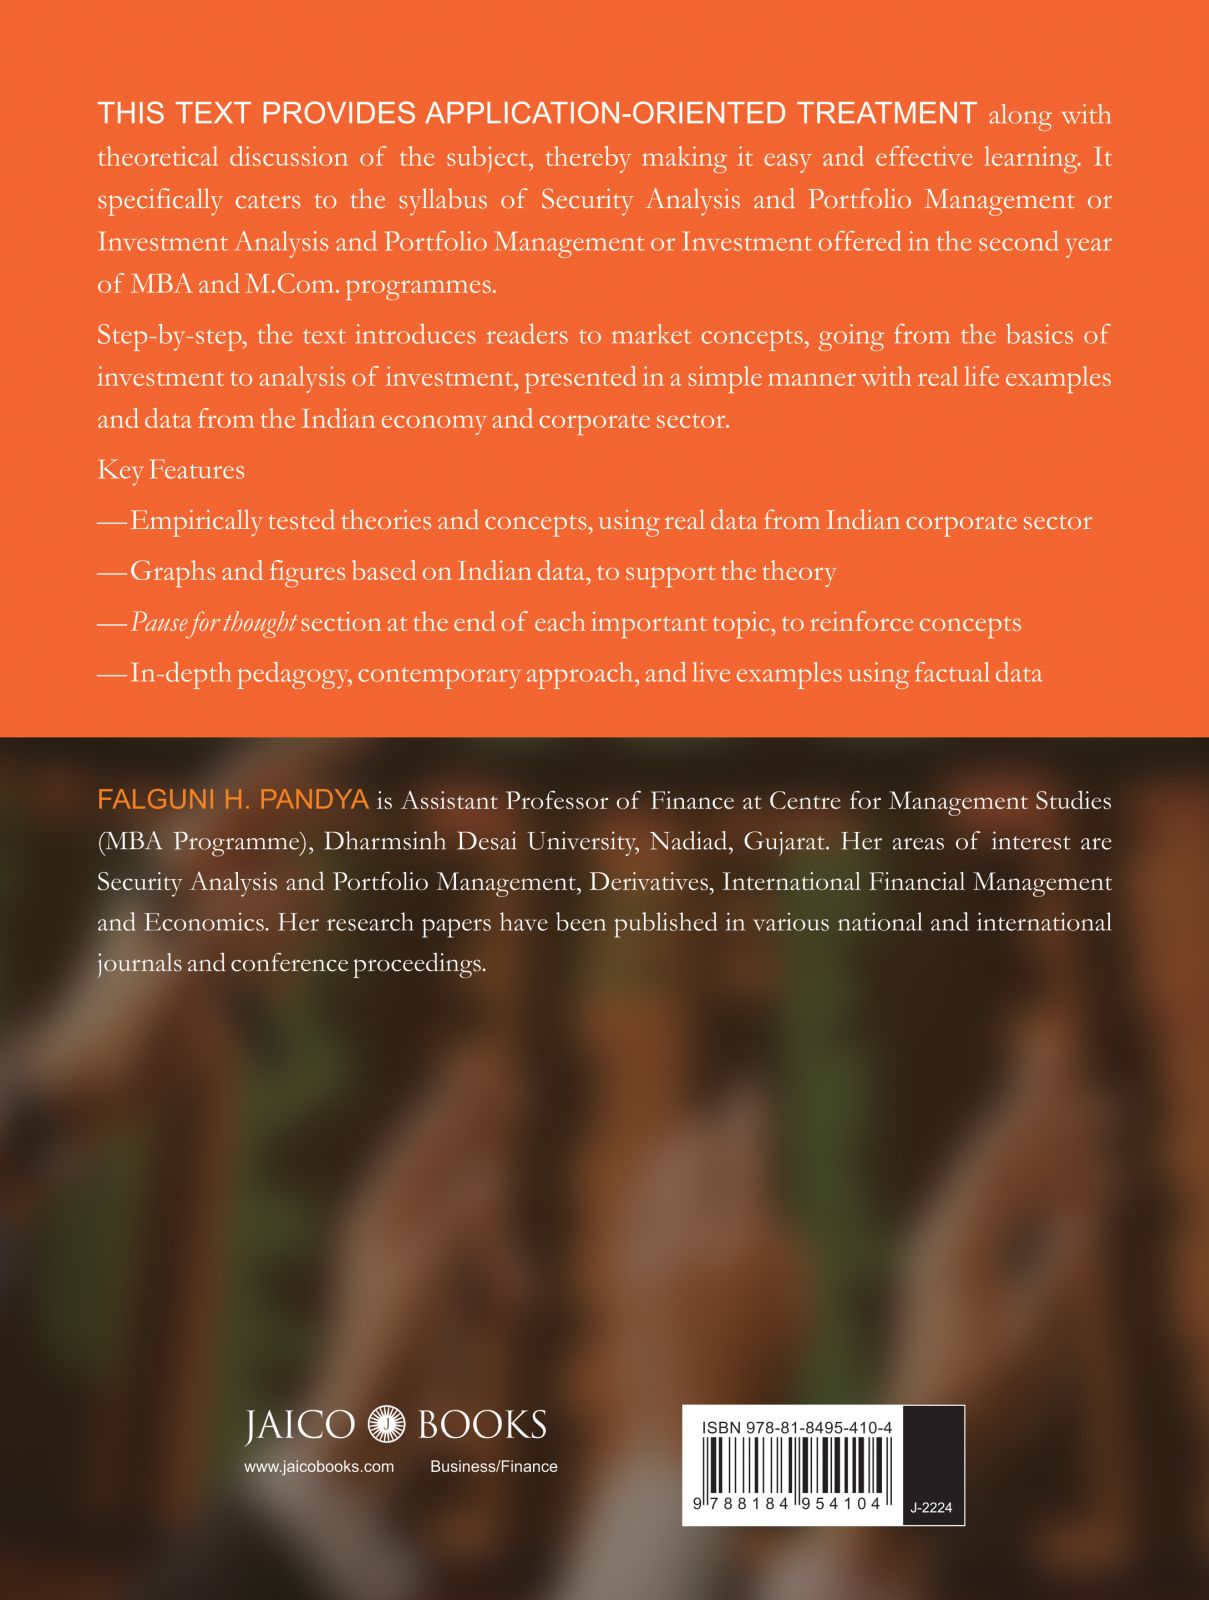 THIS TEXT PROVIDES APPLICATION-ORIENTED TREATMENT along with
theoretical discussion of the subject, thereby making it easy and effective learning. It
specifically caters to the syllabus of Security Analysis and Portfolio Management or
Investment Analysis and Portfolio Management or Investment offered in the second year
of MBA and M.Com. programmes.
Step-by-step, the text introduces readers to market concepts, going from the basics of
investment to analysis of investment, presented in a simple manner with real life examples
and data from the Indian economy and corporate sector.
Key Features
—Empirically tested theories and concepts, using real data from Indian corporate sector
—Graphs and figures based on Indian data, to support the theory
—Pause for thought section at the end of each important topic, to reinforce concepts
—In-depth pedagogy, contemporary approach, and live examples using factual data
FALGUNI H. PANDYA is Assistant Professor of Finance at Centre for Management Studies
(MBA Programme), Dharmsinh Desai University, Nadiad, Gujarat. Her areas of interest are
Security Analysis and Portfolio Management, Derivatives, International Financial Management
and Economics. Her research papers have been published in various national and international
journals and conference proceedings.
JAICO J BOOKS
www.jaicobooks.com Business/Finance
ISBN 978-81-8495-410-4
9 788184 954104
J-2224